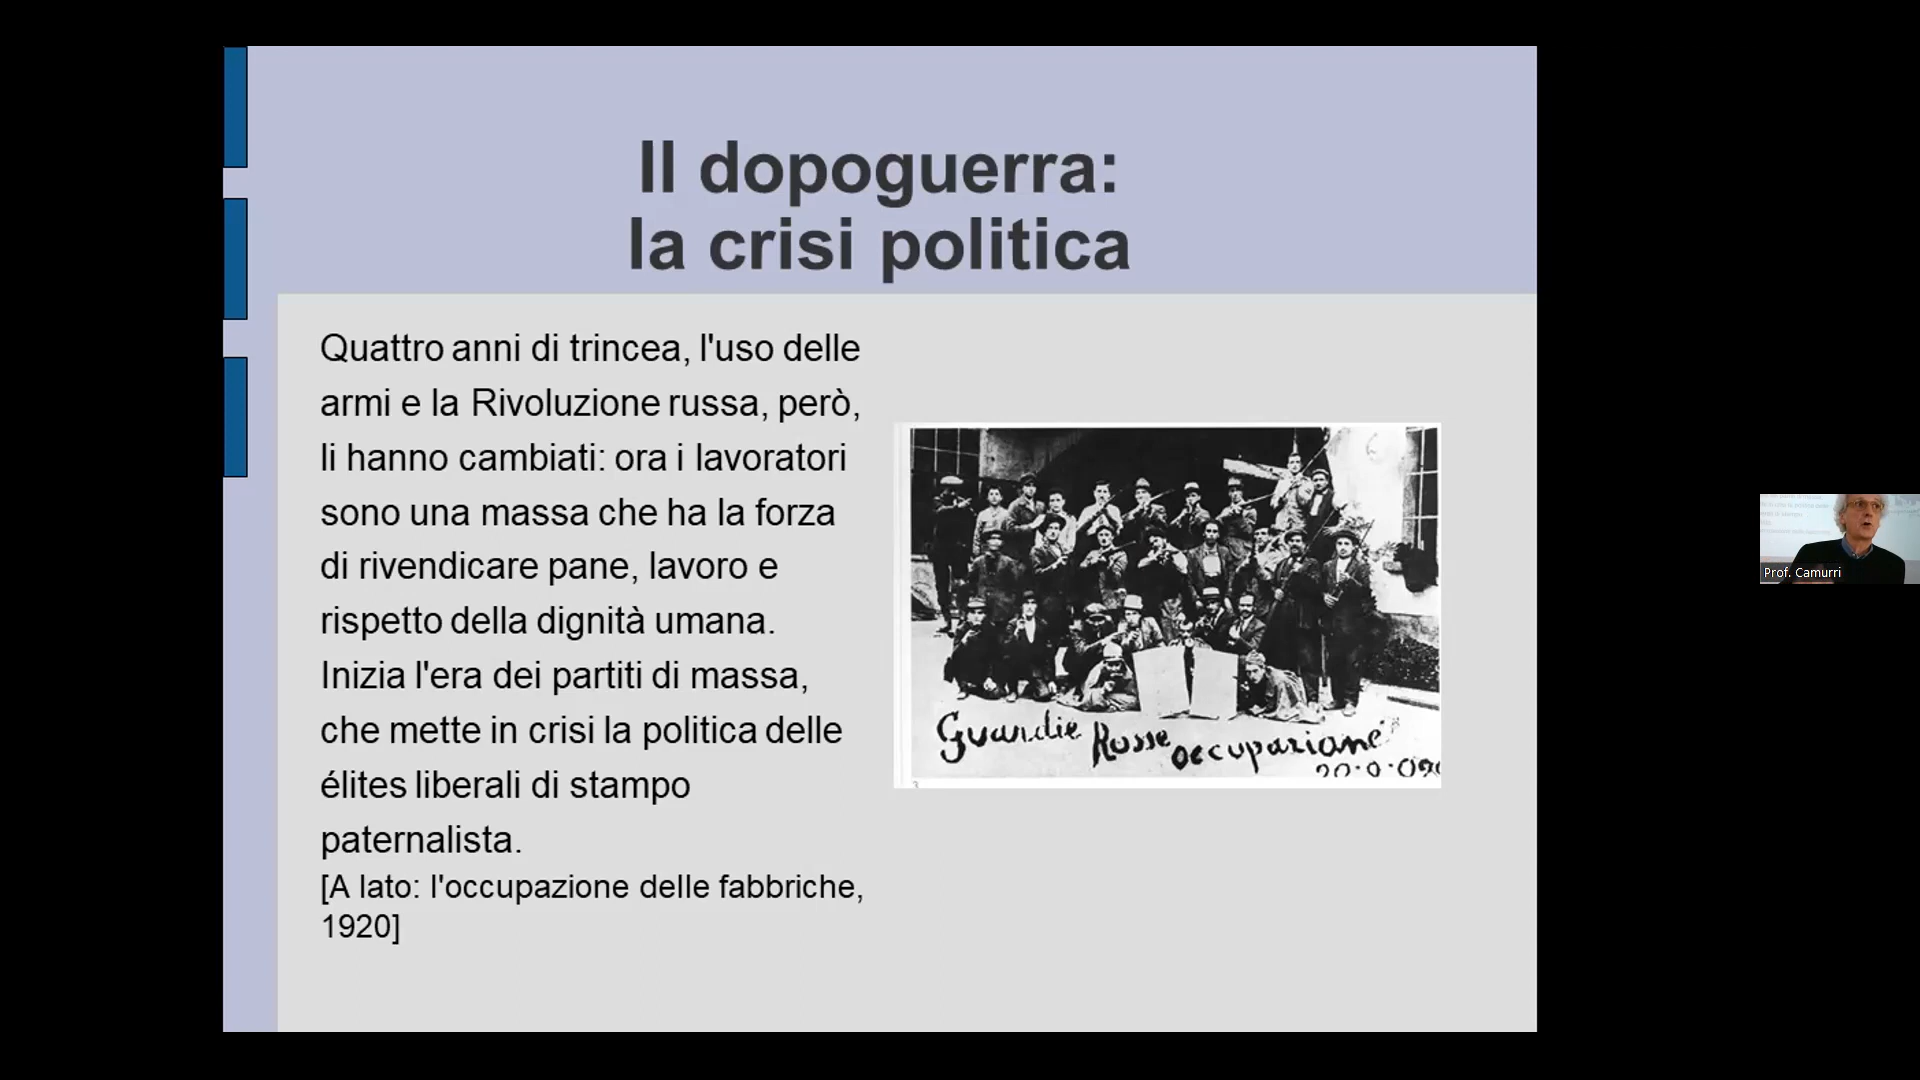 Il dopoguerra:
la crisi politica
Quattro anni di trincea, l'uso delle
armi e la Rivoluzione russa, però,
li hanno cambiati: ora i lavoratori
sono una massa che ha la forza
di rivendicare pane, lavoro e
rispetto della dignità umana.
Inizia l'era dei partiti di massa,
che mette in crisi la politica delle
élites liberali di stampo
paternalista.
[A lato: l'occupazione delle fabbriche,
1920]
Guardie Rosse occupazione
Prof. Camurri